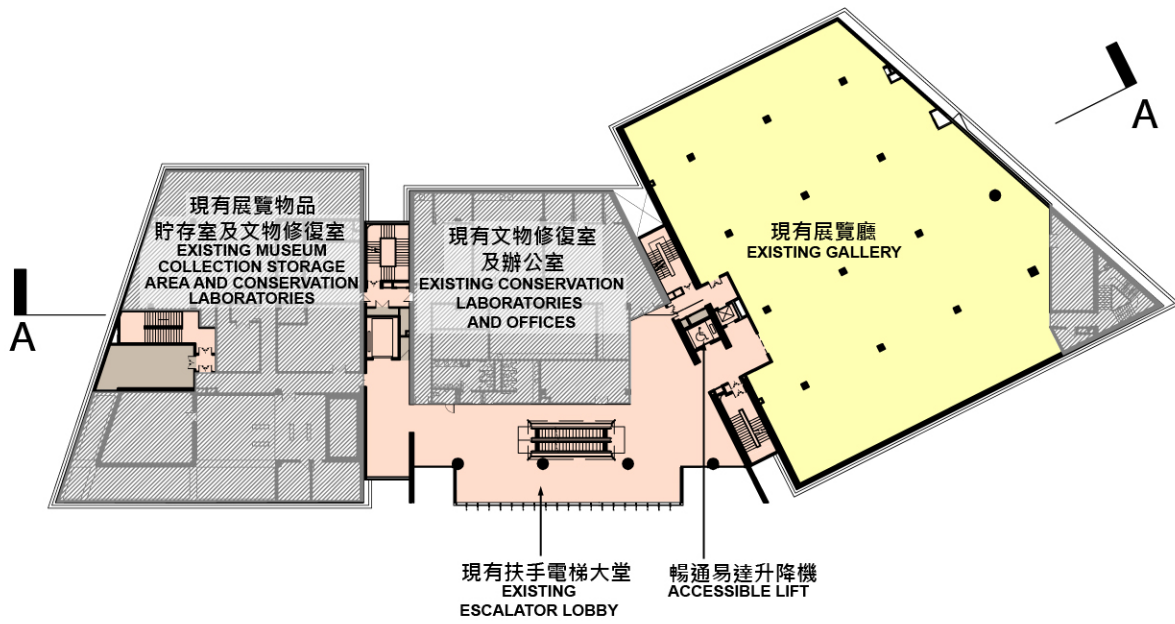 現有展覽物品
貯存室及文物修復室
EXISTING MUSEUM
COLLECTION STORAGE
AREA AND CONSERVATION
LABORATORIES
現有文物修復室
及辦公室
EXISTING CONSERVATION
LABORATORIES
AND OFFICES
現有展覽廳
EXISTING GALLERY
A
A
現有扶手電梯大堂
EXISTING
ESCALATOR LOBBY
暢通易達升降機
ACCESSIBLE LIFT